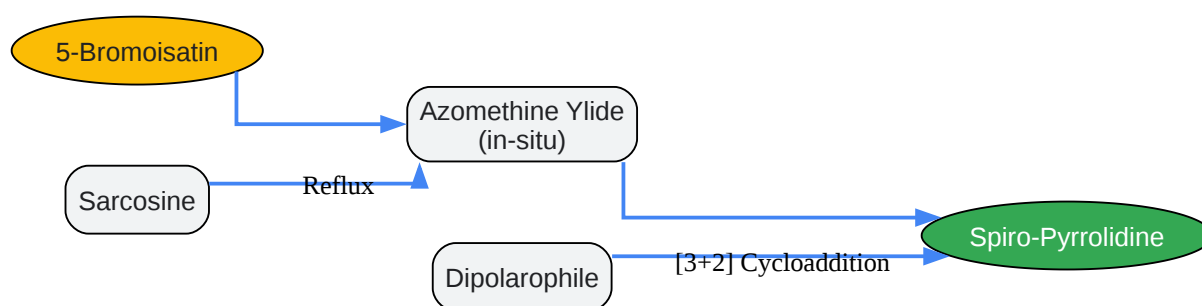 5-Bromoisatin
Azomethine Ylide
(in-situ)
Reflux
Sarcosine
Spiro-Pyrrolidine
[3+2] Cycloaddition
Dipolarophile